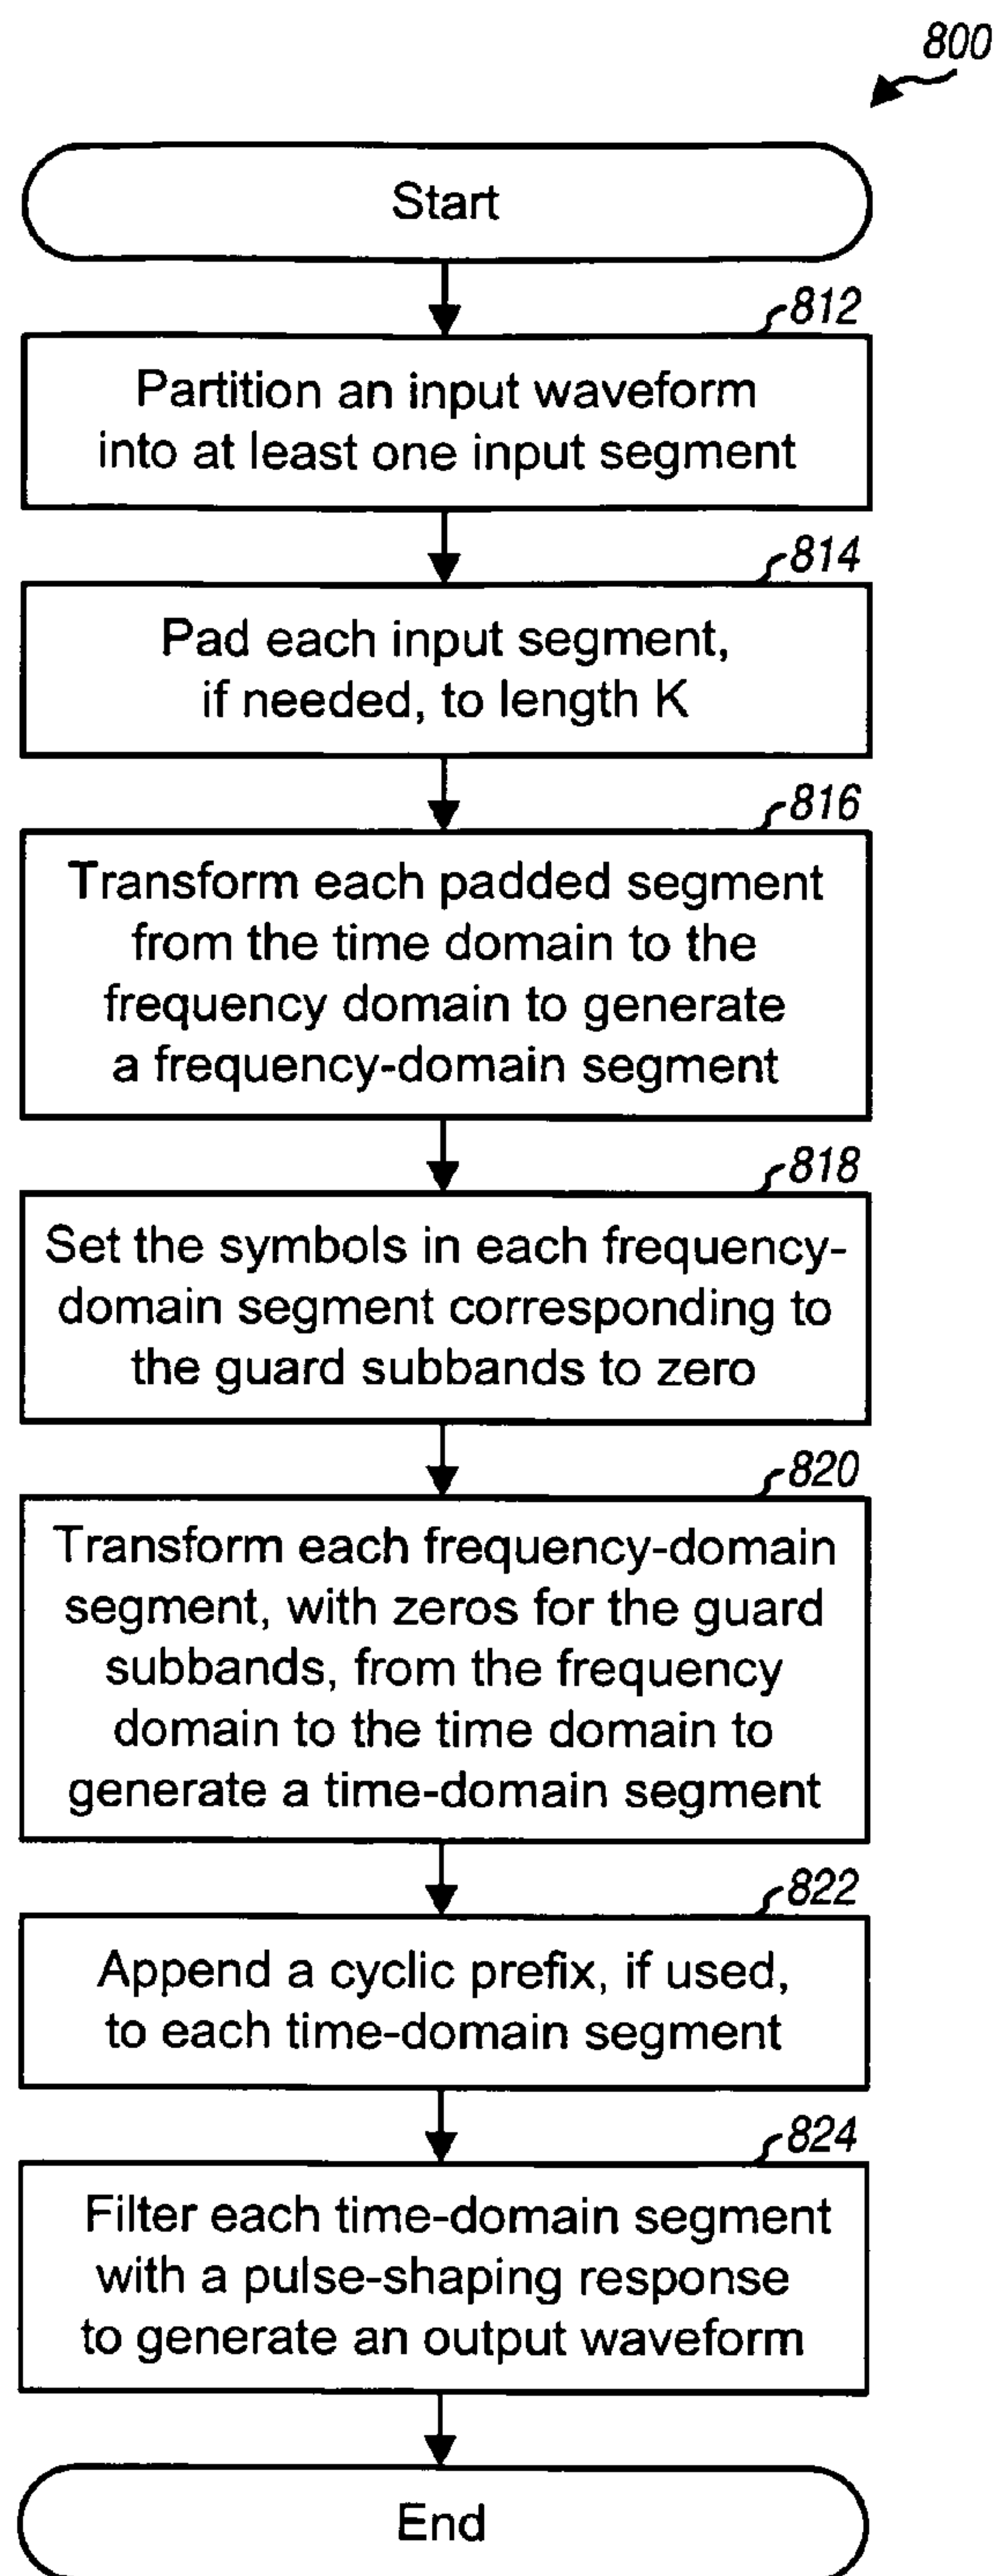 800
Start
812
Partition an input waveform
into at least one input segment
814
Pad each input segment,
if needed, to length K
816
Transform each padded segment
from the time domain to the
frequency domain to generate
a frequency-domain segment
818
Set the symbols in each frequency-
domain segment corresponding to
the guard subbands to zero
820
Transform each frequency-domain
segment, with zeros for the guard
subbands, from the frequency
domain to the time domain to
generate a time-domain segment
822
Append a cyclic prefix, if used,
to each time-domain segment
824
Filter each time-domain segment
with a pulse-shaping response
to generate an output waveform
End